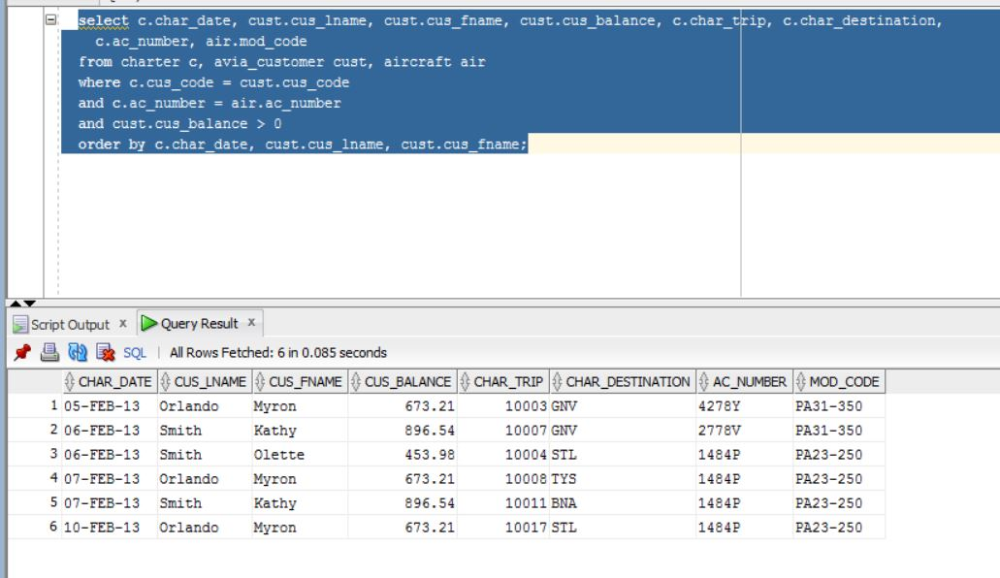 select c.char_date, cust.cus_lname, cust.cus_fname, cust.cus_balance, c.char_trip, c.char_destination,
c.ac_number, air.mod_code
from charter c, avia_customer cust, aircraft air
where c.cus_code = cust.cus_code
and c.ac_number = air.ac_number
and cust.cus_balance > 0
order by c.char_date, cust.cus_lname, cust.cus_fname;
Script Output x Query Result x
SQL | All Rows Fetched: 6 in 0.085 seconds
CHAR_DATE CUS_LNAME CUS_FNAME CUS_BALANCE CHAR_TRIP CHAR_DESTINATION AC_NUMBER MOD_CODE
1 05-FEB-13 Orlando Myron 673.21 10003 GNV 4278Y PA31-350
2 06-FEB-13 Smith Kathy 896.54 10007 GNV 2778V PA31-350
3 06-FEB-13 Smith Olette 453.98 10004 STL 1484P PA23-250
4 07-FEB-13 Orlando Myron 673.21 10008 TYS 1484P PA23-250
5 07-FEB-13 Smith Kathy 896.54 10011 BNA 1484P PA23-250
6 10-FEB-13 Orlando Myron 673.21 10017 STL 1484P PA23-250